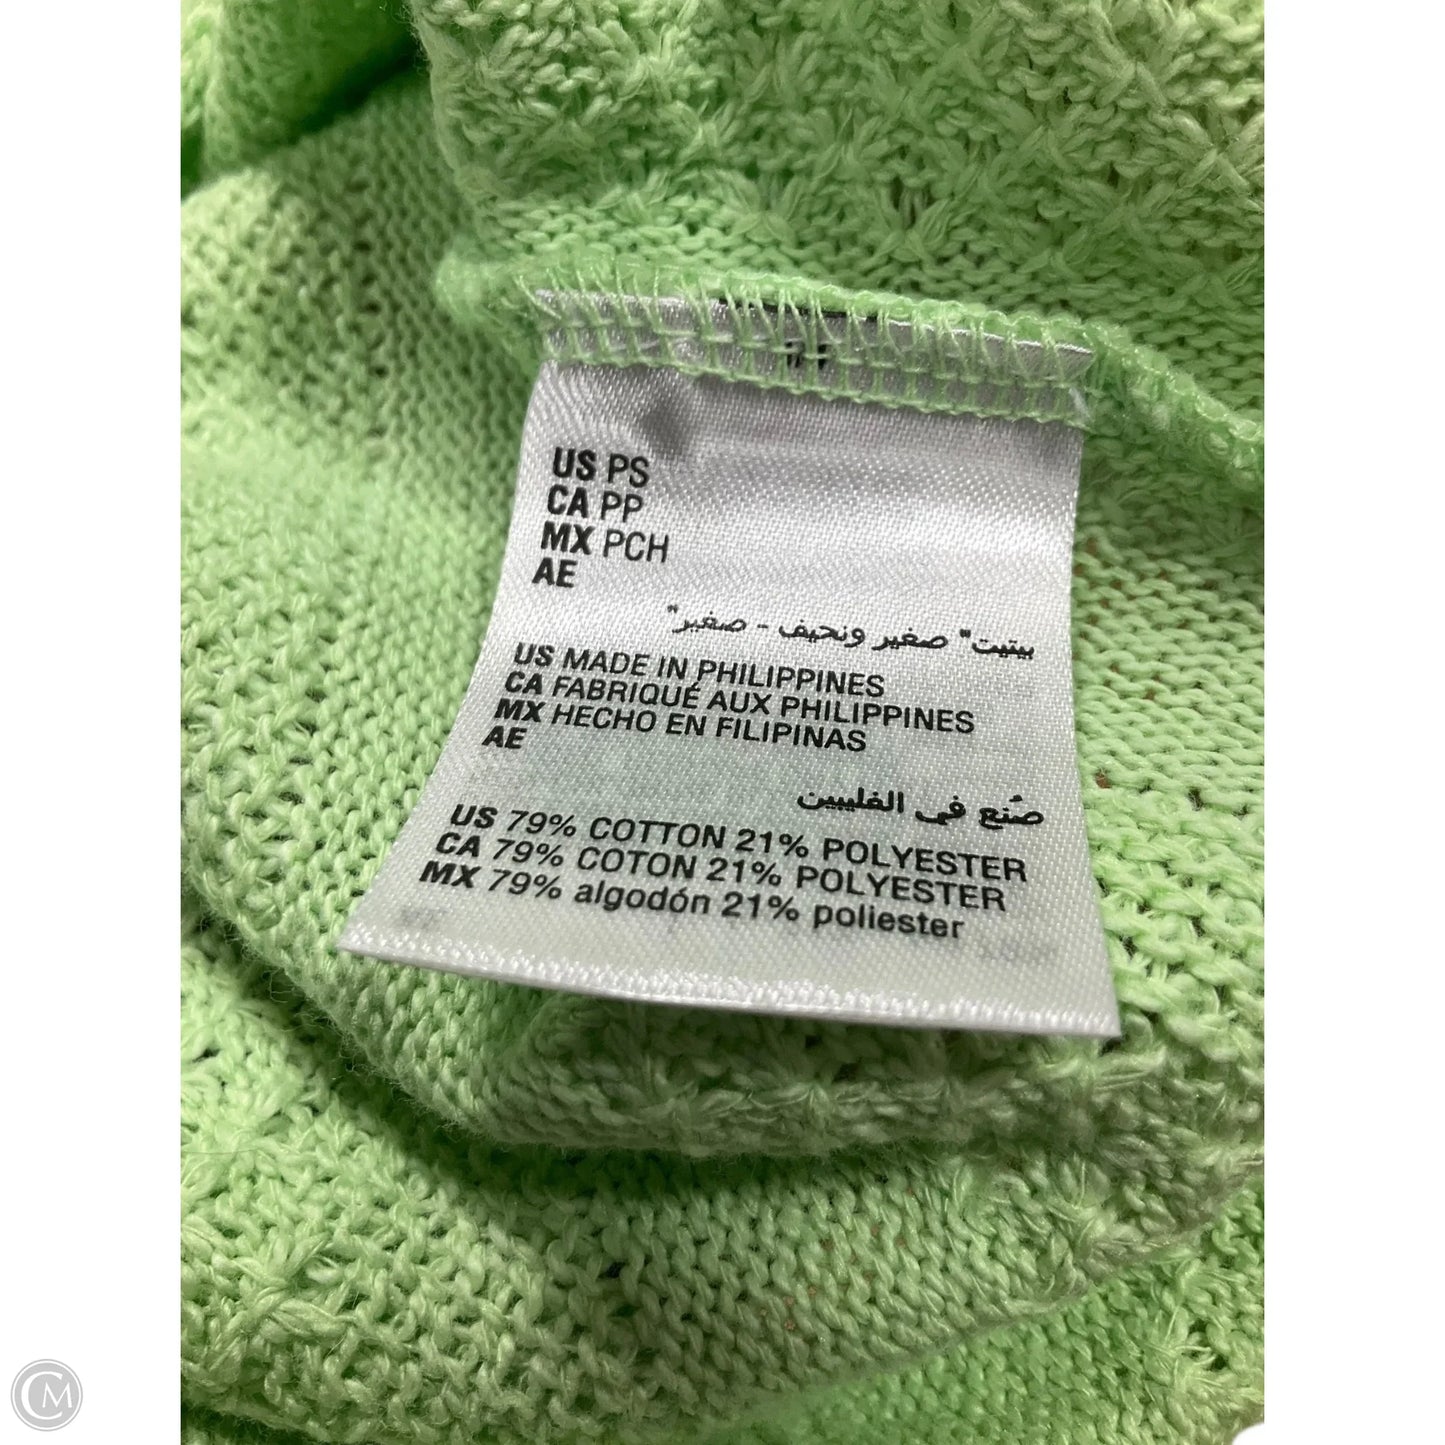 US PS
CA PP
MX PCH
AE
بيتيت" صغير ونحيف - صغير"
US MADE IN PHILIPPINES
CA FABRIQUÉ AUX PHILIPPINES
MX HECHO EN FILIPINAS
AE
صُنع في الفليبين
US 79% COTTON 21% POLYESTER
CA 79% COTON 21% POLYESTER
MX 79% algodón 21% poliester
CM